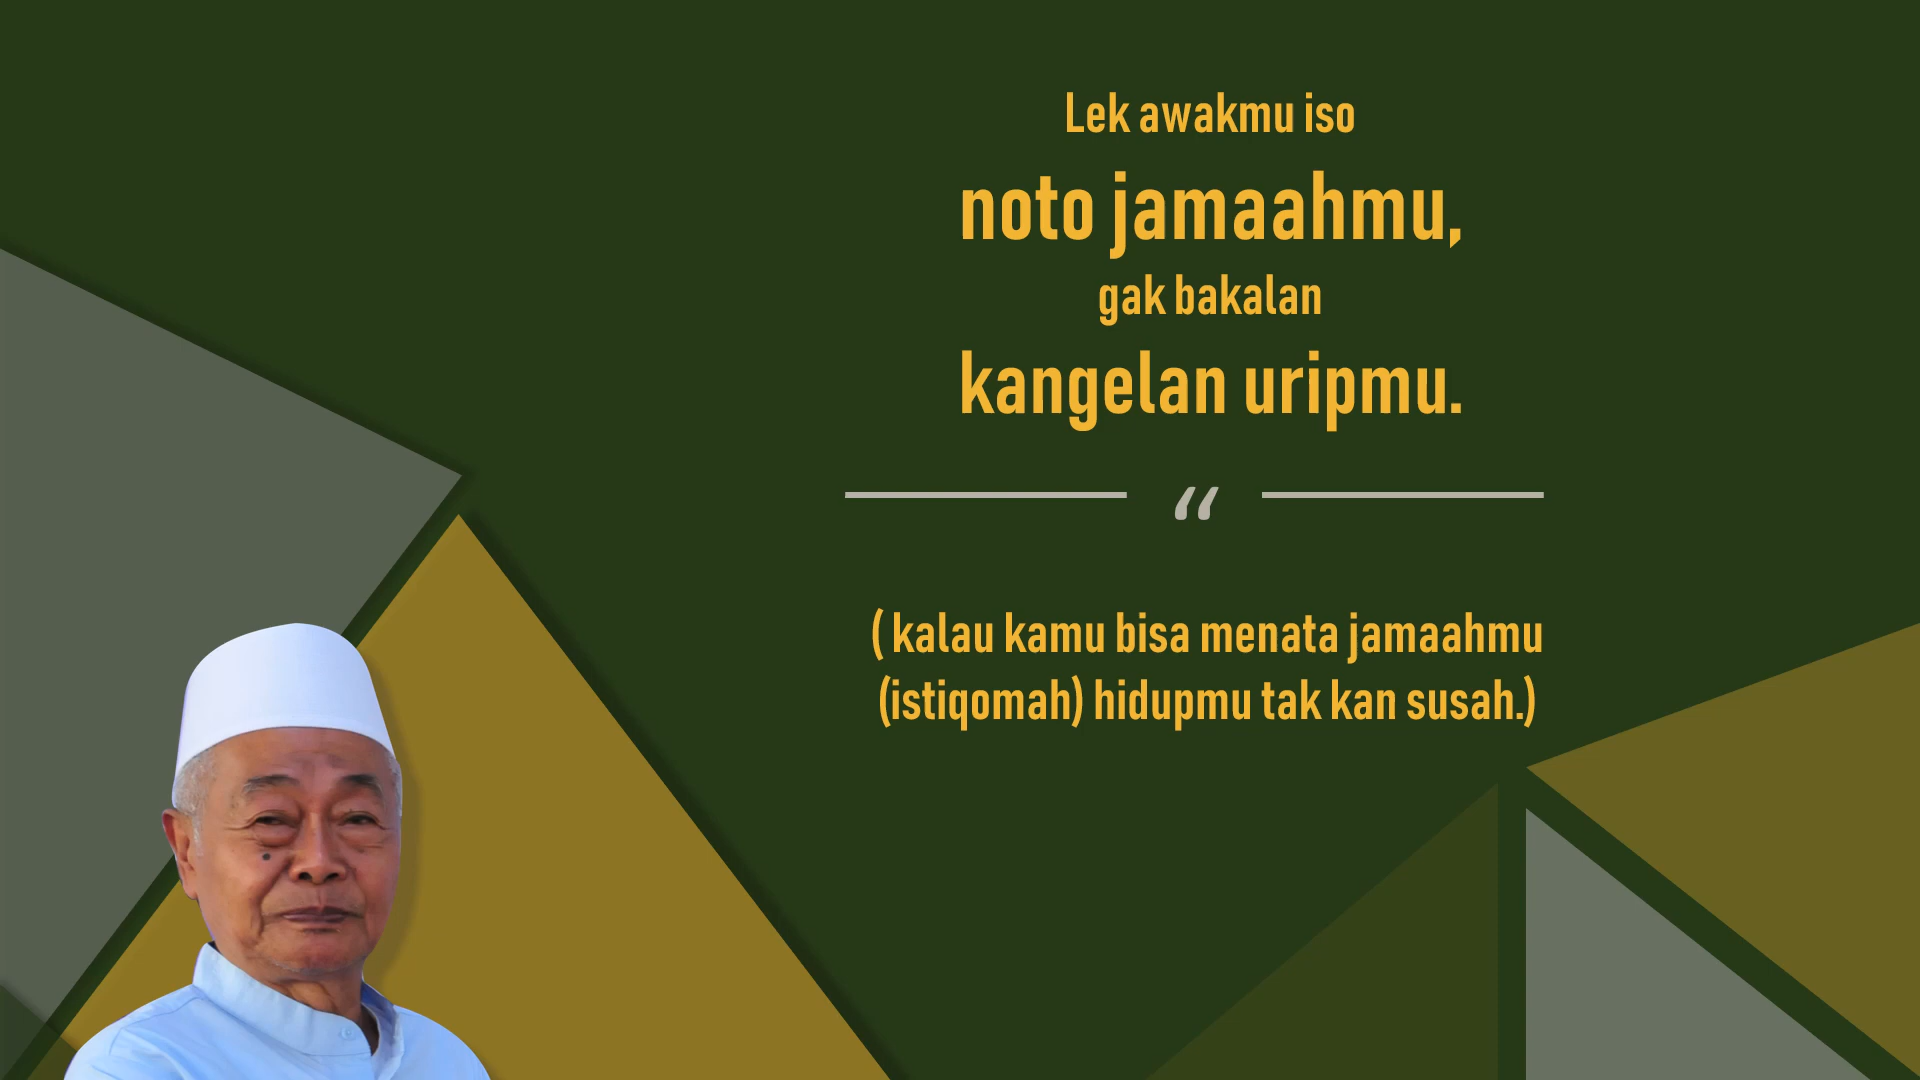 Lek awakmu iso
noto jamaahmu,
gak bakalan
kangelan uripmu.
“
( kalau kamu bisa menata jamaahmu
(istiqomah) hidupmu tak kan susah.)